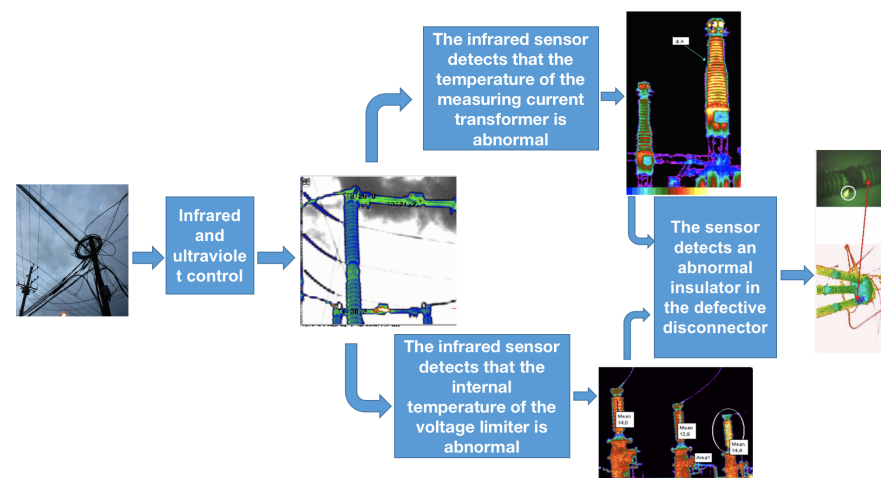 The infrared sensor
detects that the
temperature of the
measuring current
transformer is
abnormal
Infrared
and
ultraviole
t control
The sensor
detects an
abnormal
insulator in
the defective
disconnector
The infrared sensor
detects that the
internal
temperature of the
voltage limiter is
abnormal
Mean
14,0
Mean
13,9
Mean
14,4
Area1